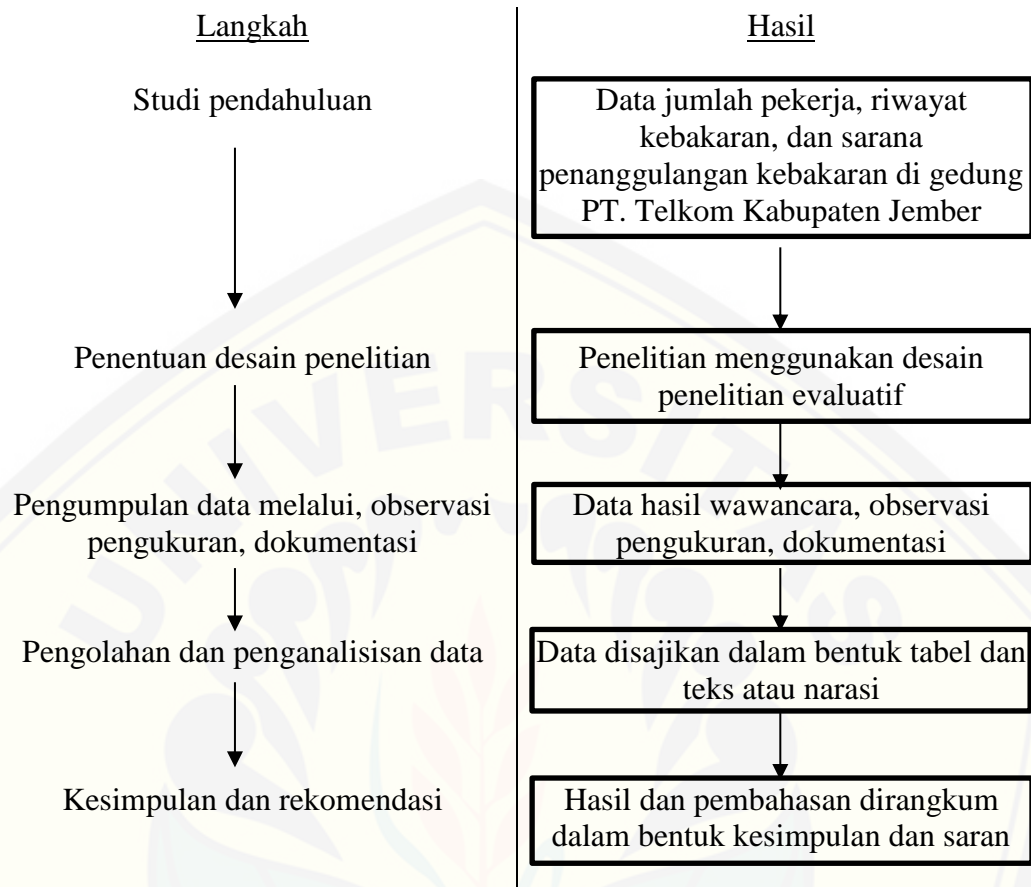 Langkah
Hasil
Studi pendahuluan
Data jumlah pekerja, riwayat
kebakaran, dan sarana
penanggulangan kebakaran di gedung
PT. Telkom Kabupaten Jember
Penentuan desain penelitian
Penelitian menggunakan desain
penelitian evaluatif
Pengumpulan data melalui, observasi
pengukuran, dokumentasi
Data hasil wawancara, observasi
pengukuran, dokumentasi
Pengolahan dan penganalisisan data
Data disajikan dalam bentuk tabel dan
teks atau narasi
Kesimpulan dan rekomendasi
Hasil dan pembahasan dirangkum
dalam bentuk kesimpulan dan saran
UNIVERSITAS